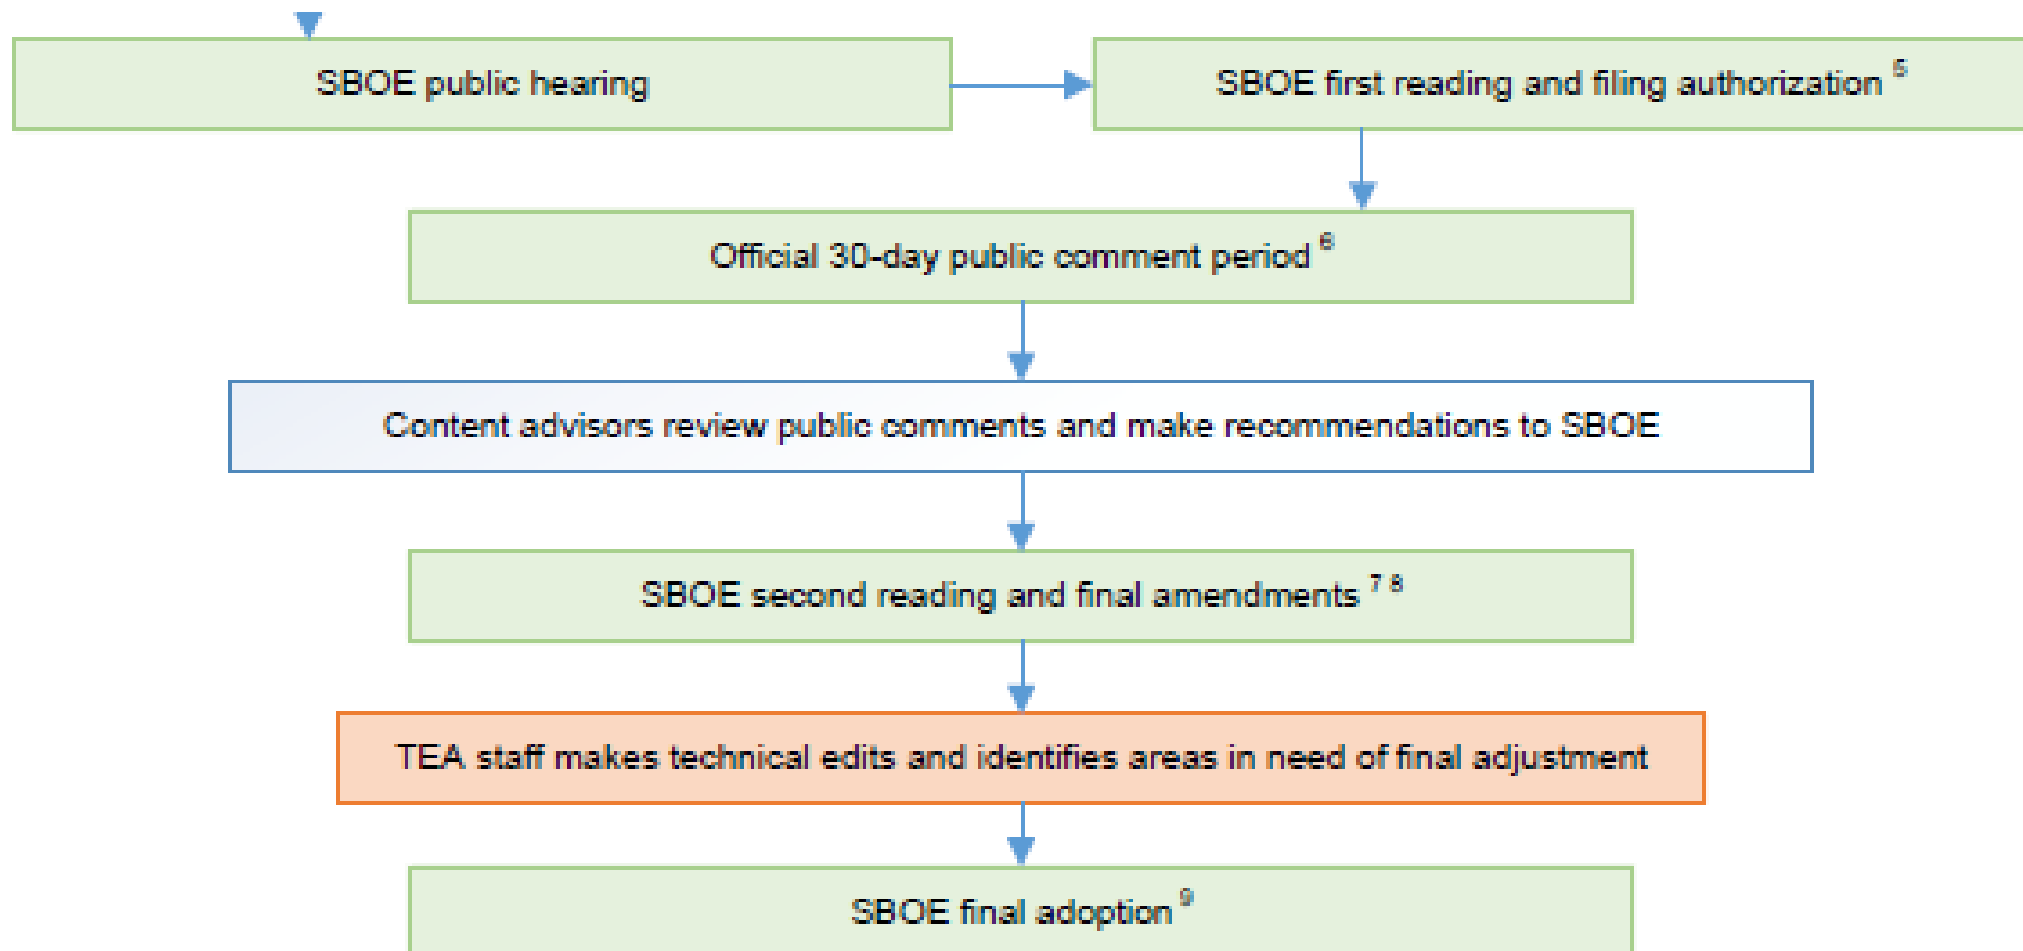 SBOE public hearing
SBOE first reading and filing authorization 5
Official 30-day public comment period 6
Content advisors review public comments and make recommendations to SBOE
SBOE second reading and final amendments 7 8
TEA staff makes technical edits and identifies areas in need of final adjustment
SBOE final adoption 9